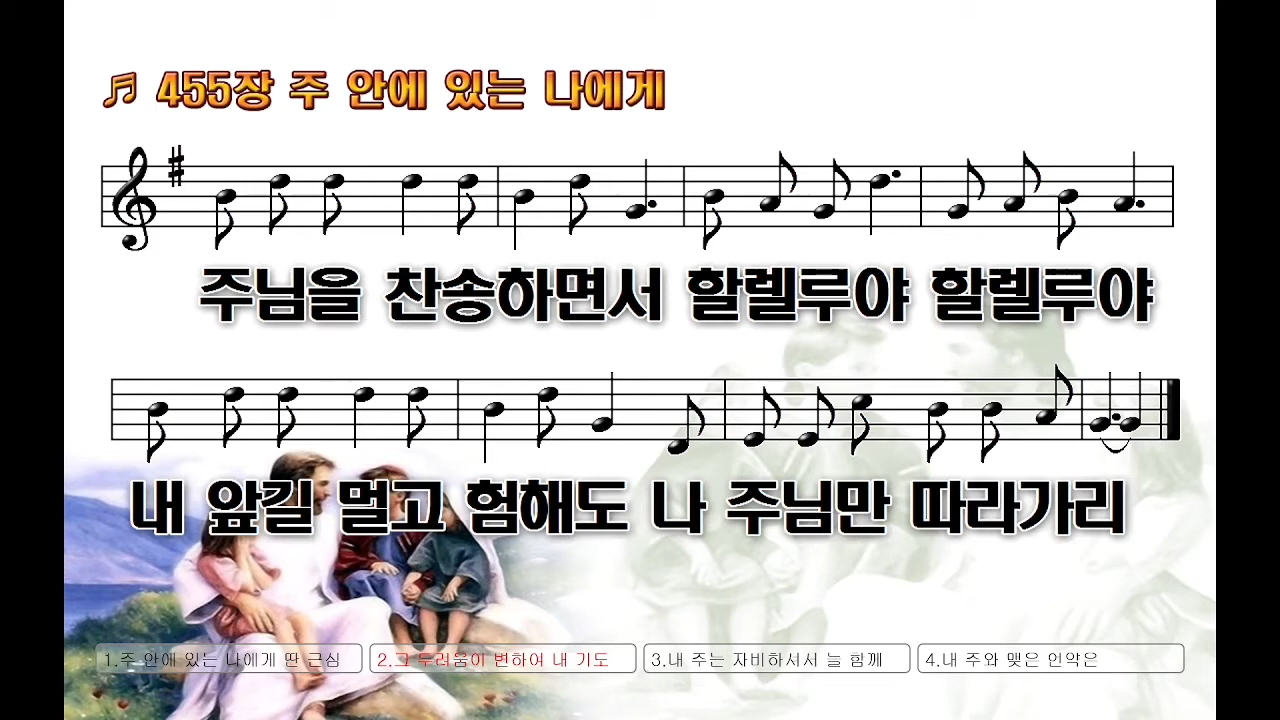 ♬ 455장 주 안에 있는 나에게
주님을 찬송하면서 할렐루야 할렐루야
내 앞길 멀고 험해도 나 주님만 따라가리
1.주 안에 있는 나에게 딴 근심
2.그 두려움이 변하여 내 기도
3.내 주는 자비하셔서 늘 함께
4.내 주와 맺은 언약은